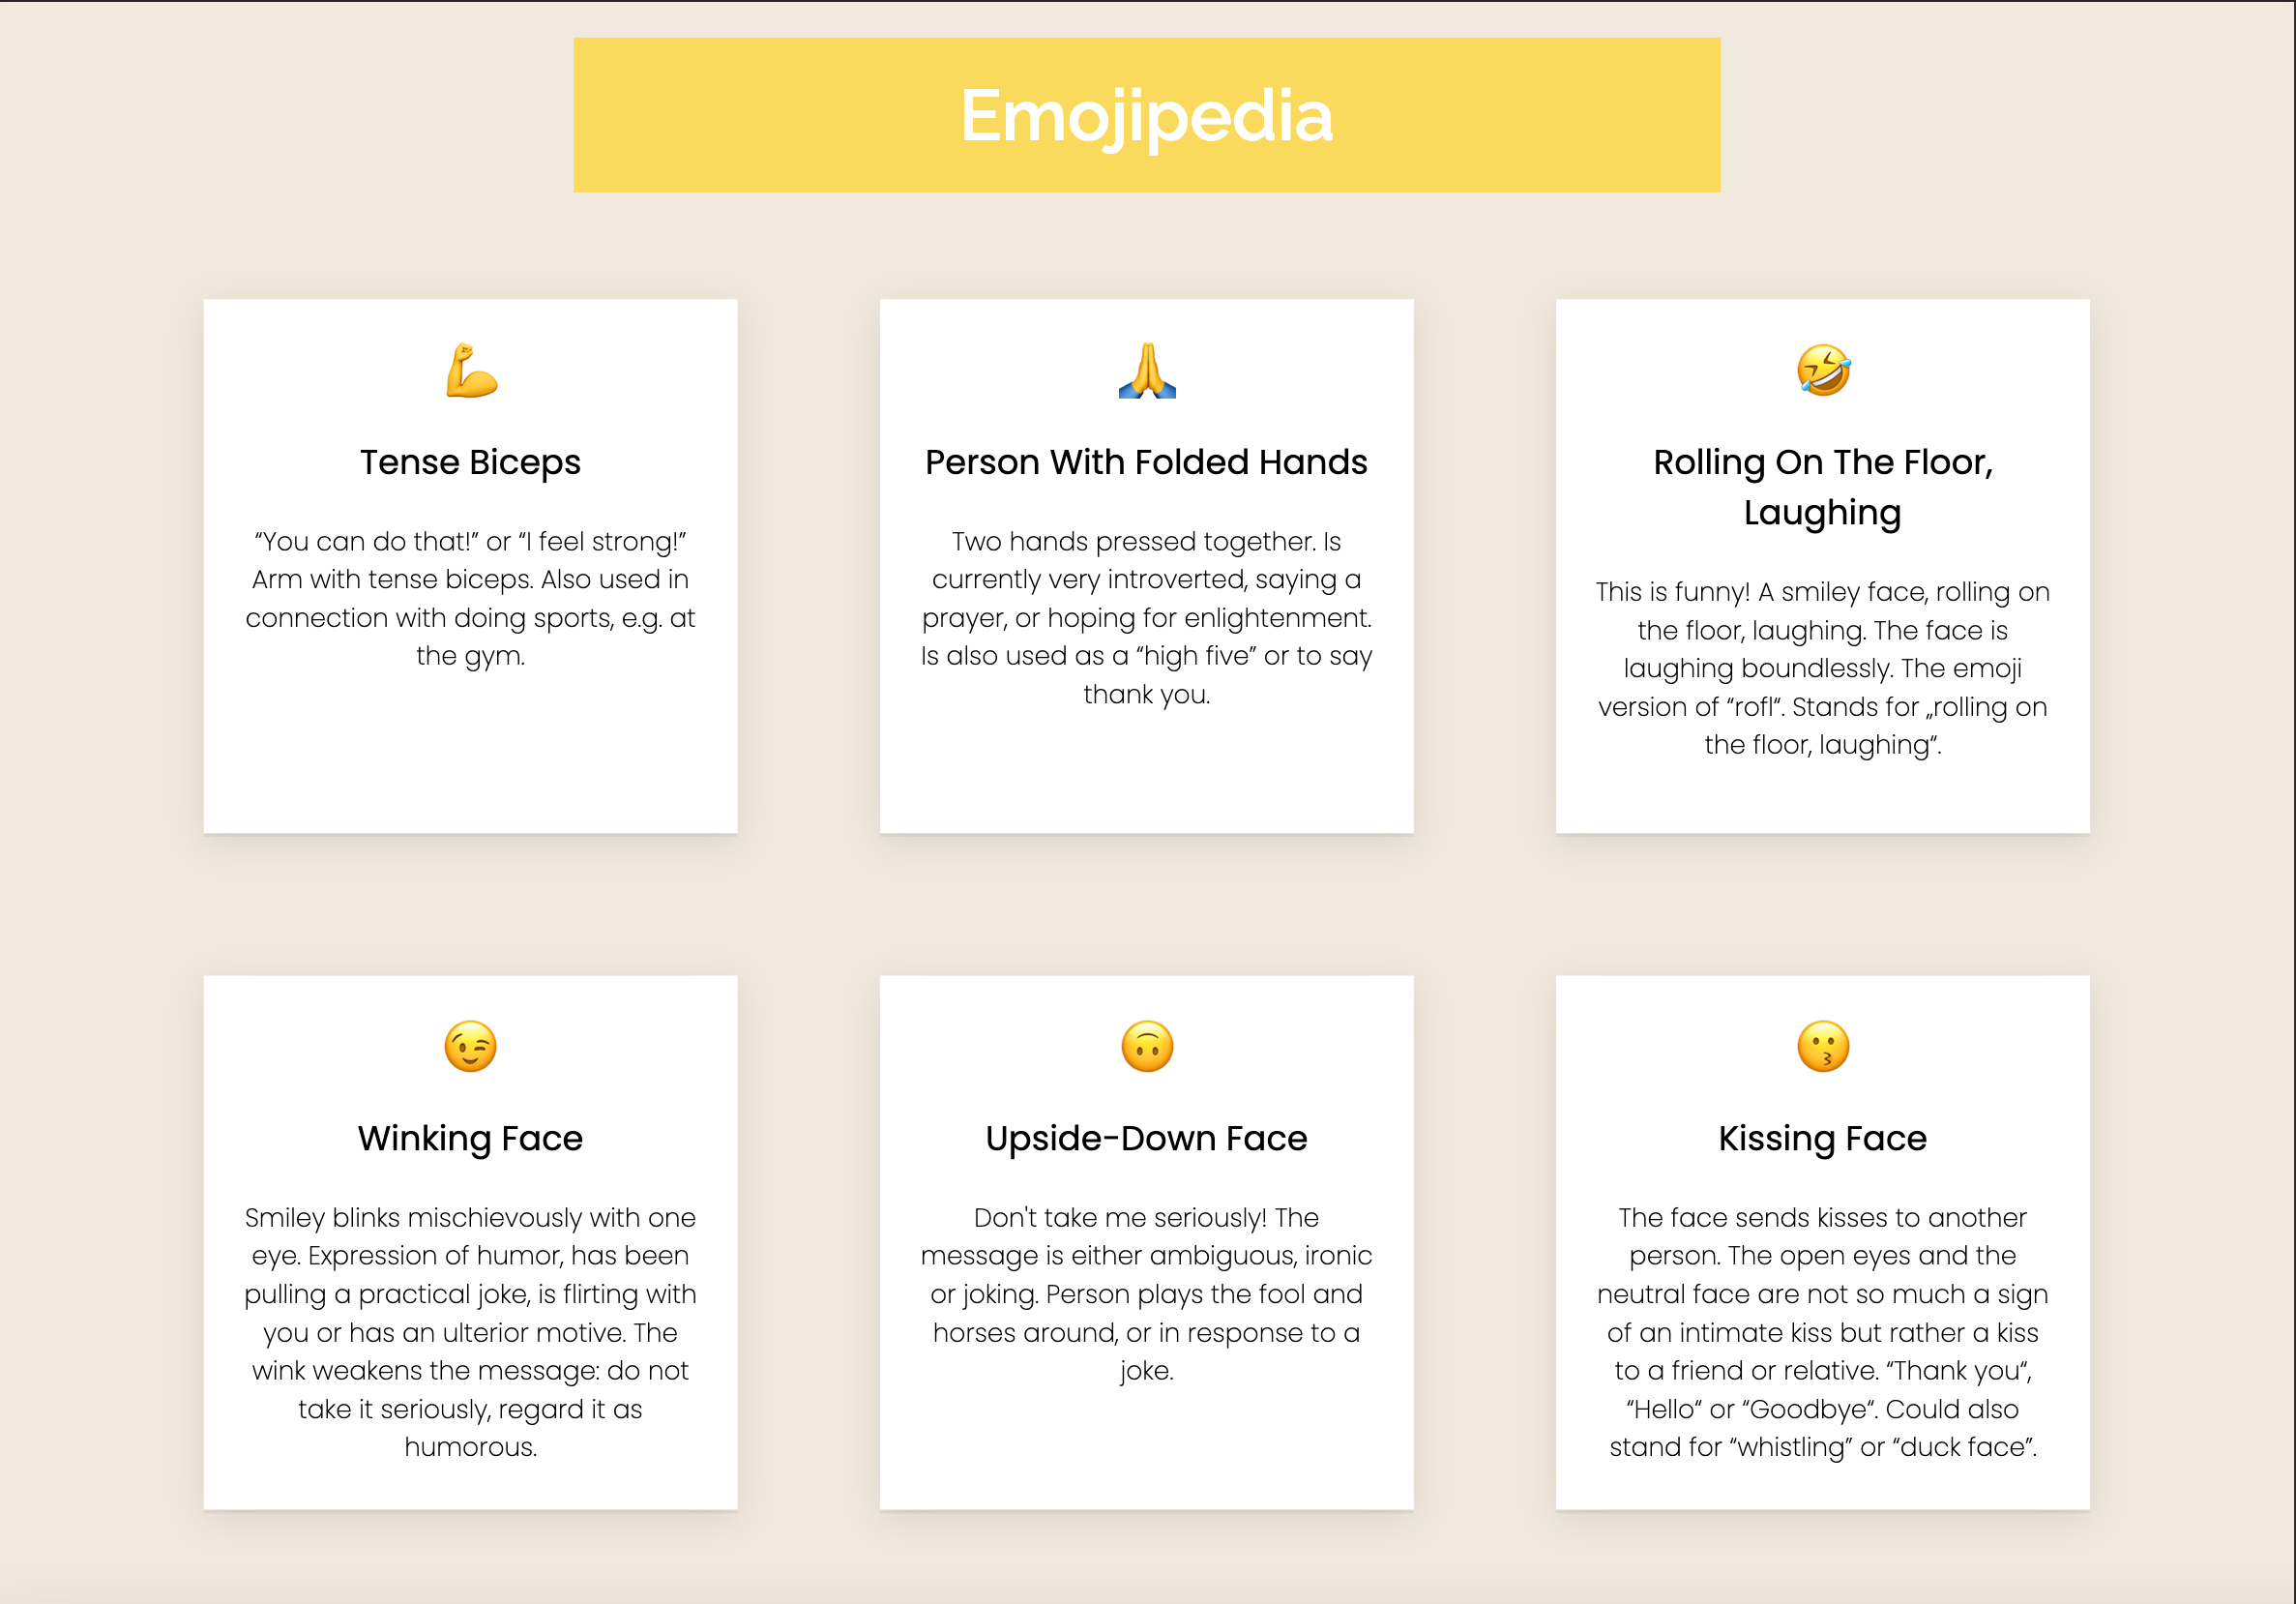 Emojipedia
Tense Biceps
“You can do that!” or “I feel strong!”
Arm with tense biceps. Also used in
connection with doing sports, e.g. at
the gym.
Person With Folded Hands
Two hands pressed together. Is
currently very introverted, saying a
prayer, or hoping for enlightenment.
Is also used as a “high five” or to say
thank you.
Rolling On The Floor,
Laughing
This is funny! A smiley face, rolling on
the floor, laughing. The face is
laughing boundlessly. The emoji
version of “rofl“. Stands for „rolling on
the floor, laughing“.
Winking Face
Smiley blinks mischievously with one
eye. Expression of humor, has been
pulling a practical joke, is flirting with
you or has an ulterior motive. The
wink weakens the message: do not
take it seriously, regard it as
humorous.
Upside-Down Face
Don't take me seriously! The
message is either ambiguous, ironic
or joking. Person plays the fool and
horses around, or in response to a
joke.
Kissing Face
The face sends kisses to another
person. The open eyes and the
neutral face are not so much a sign
of an intimate kiss but rather a kiss
to a friend or relative. “Thank you“,
“Hello“ or “Goodbye“. Could also
stand for “whistling” or “duck face”.